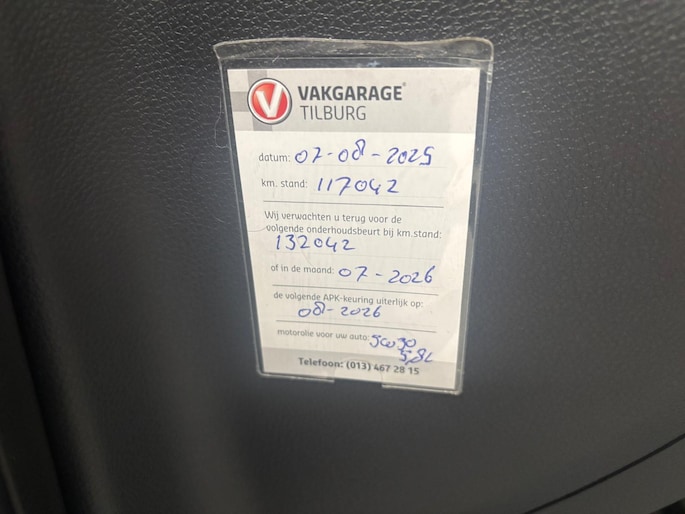 V VAKGARAGE®
TILBURG
datum: 07-08-2025
km. stand: 117042
Wij verwachten u terug voor de
volgende onderhoudsbeurt bij km.stand:
132042
of in de maand: 07-2026
de volgende APK-keuring uiterlijk op:
08-2026
motorolie voor uw auto: 5w30
5,8L
Telefoon: (013) 467 28 15